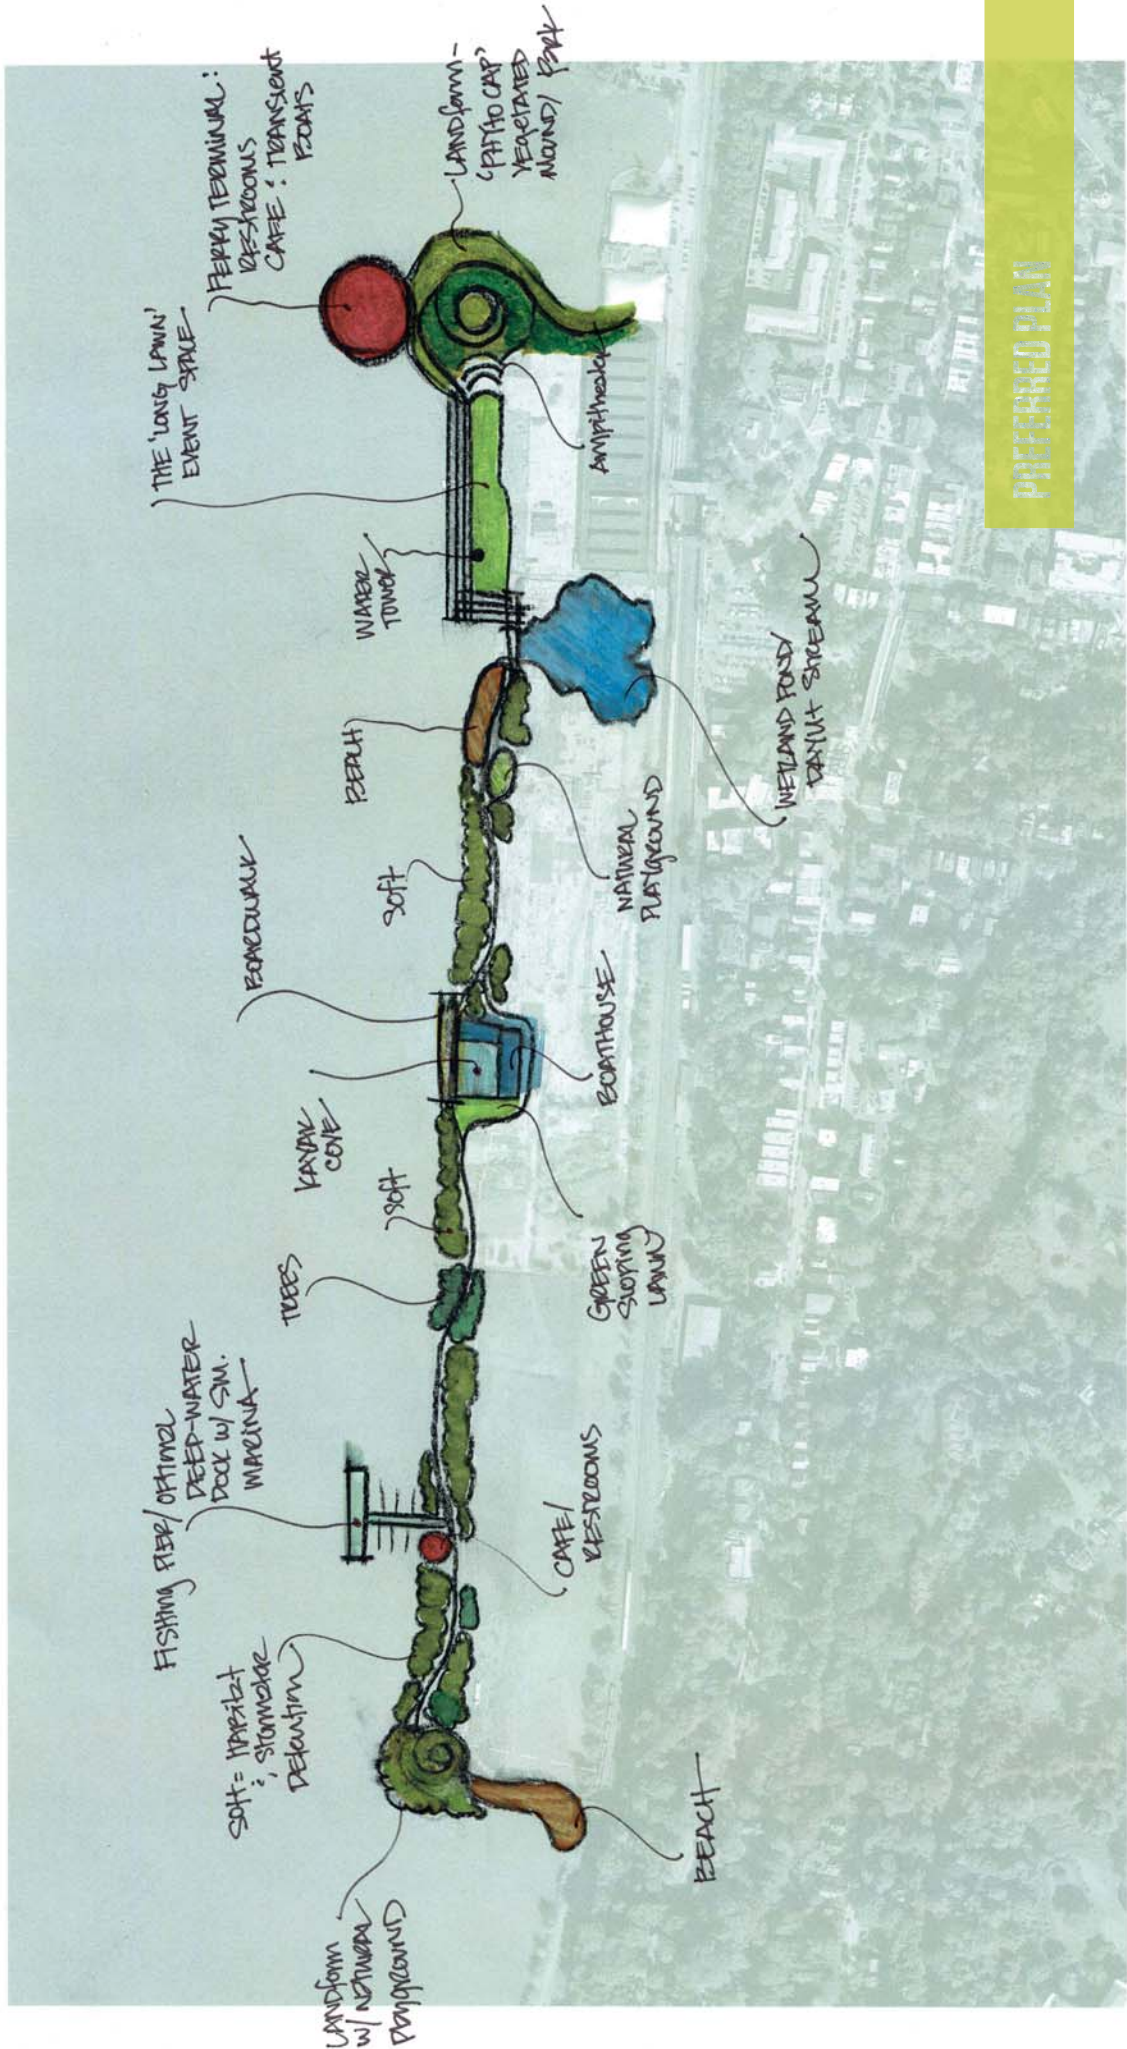 LANDform
w/ NATURAL
Playground
Soft = HABitat
& Stormwater
Detention
FISHING PIER/ OPTIONAL
DEEP-WATER
DOCK w/ SM.
MARINA
TREES
Soft
KAYAK
COVE
BOARDWALK
Soft
BEACH
WATER
TOWER
THE 'LONG LAWN'
EVENT SPACE
FERRY TERMINAL:
RESTROOMS
CAFE & TRANSIENT
BOATS
LANDform-
'PHYTO CAP'
VEGETATED
MOUND/ PARK
BEACH
CAFE/
RESTROOMS
GREEN
SLOPING
LAWN
BOATHOUSE
NATURAL
PLAYGROUND
WETLAND POND/
DAYLIT STREAM
Ampitheater
PREFERRED PLAN